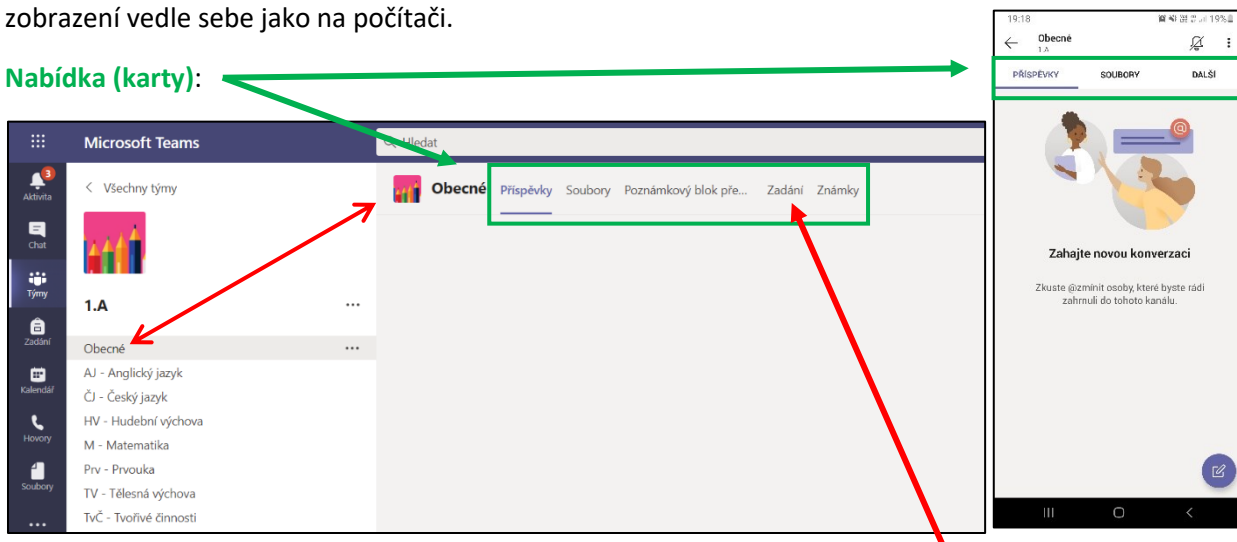 zobrazení vedle sebe jako na počítači.
Nabídka (karty):
Microsoft Teams
Hledat
3
Aktivita
Chat
Týmy
Zadání
Kalendář
Hovory
Soubory
< Všechny týmy
1.A
Obecné
AJ - Anglický jazyk
ČJ - Český jazyk
HV - Hudební výchova
M - Matematika
Prv - Prvouka
TV - Tělesná výchova
TvČ - Tvořivé činnosti
Obecné Příspěvky Soubory Poznámkový blok pře... Zadání Známky
19:18 19%
Obecné
1.A
PŘÍSPĚVKY SOUBORY DALŠÍ
@
Zahajte novou konverzaci
Zkuste @zmínit osoby, které byste rádi
zahrnuli do tohoto kanálu.